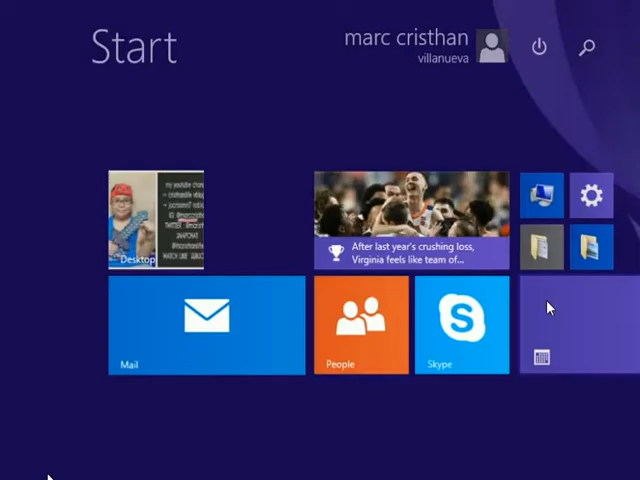 Start
marc cristhan
villanueva
Desktop
After last year's crushing loss,
Virginia feels like team of...
Mail
People
Skype
S